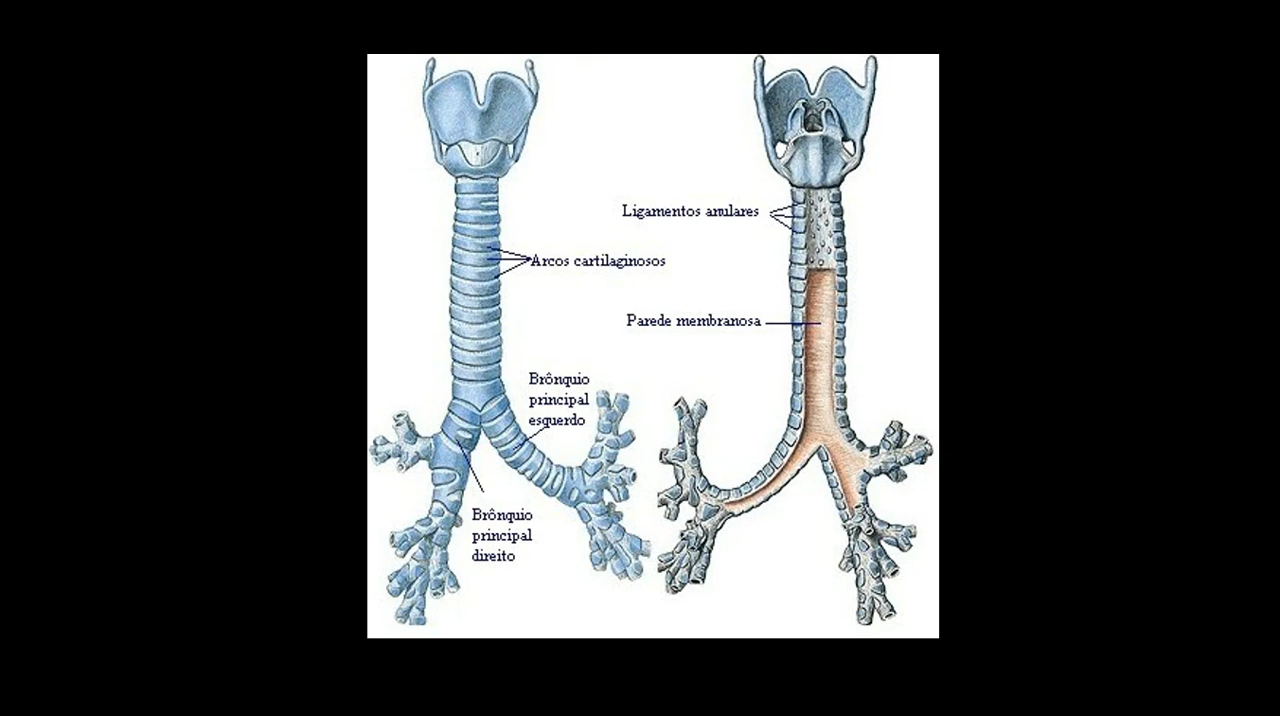 Ligamentos anulares
Arcos cartilaginosos
Parede membranosa
Brônquio
principal
esquerdo
Brônquio
principal
direito